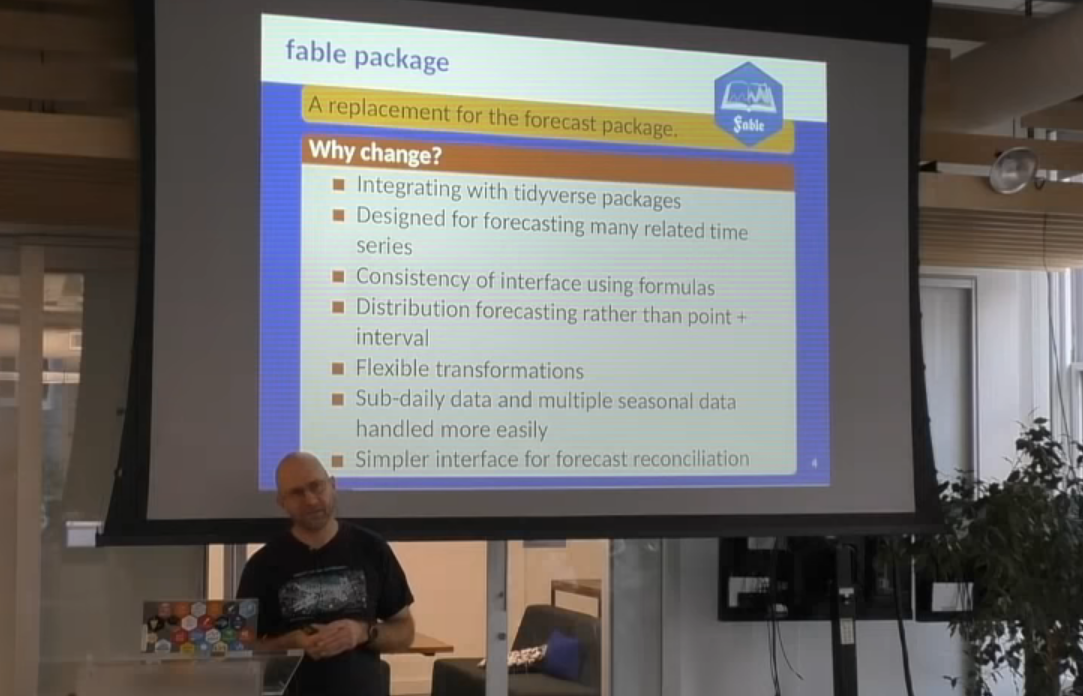 fable package
fable
A replacement for the forecast package.
Why change?
Integrating with tidyverse packages
Designed for forecasting many related time
series
Consistency of interface using formulas
Distribution forecasting rather than point +
interval
Flexible transformations
Sub-daily data and multiple seasonal data
handled more easily
Simpler interface for forecast reconciliation
4